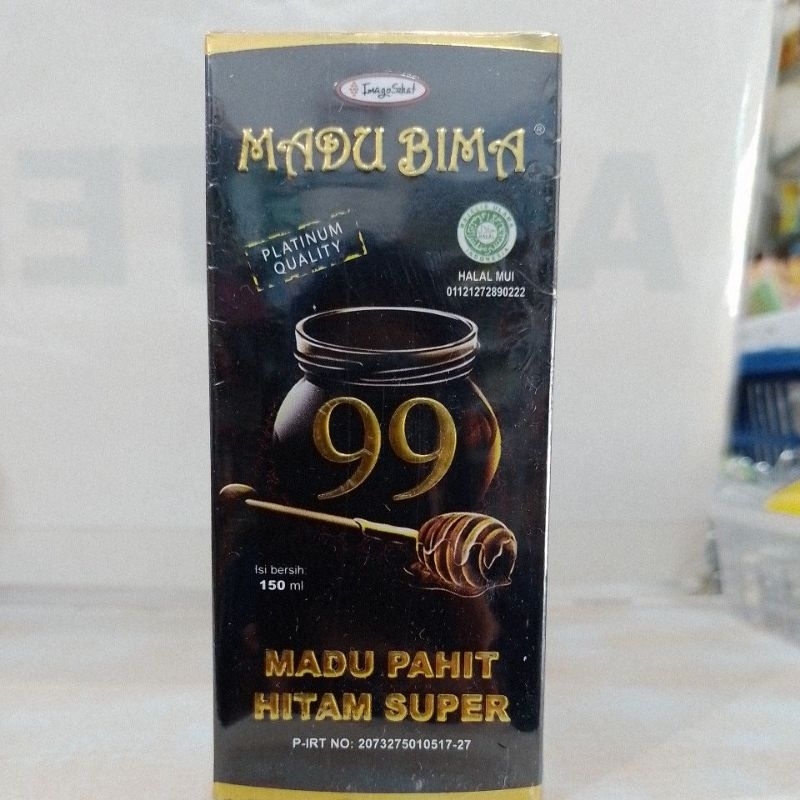 ImagoSehat
MADU BIMA®
PLATINUM
QUALITY
HALAL MUI
01121272890222
99
Isi bersih:
150 ml
MADU PAHIT
HITAM SUPER
P-IRT NO: 2073275010517-27